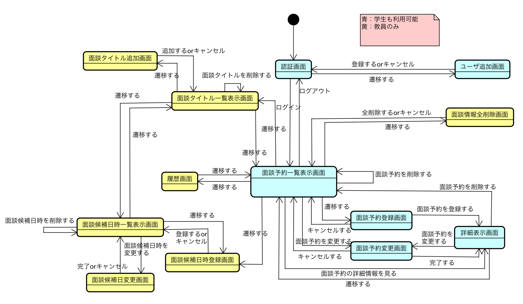 青：学生も利用可能
黄：教員のみ
追加するorキャンセル
面談タイトル追加画面
遷移する
認証画面
登録するorキャンセル
遷移する
ユーザ追加画面
面談タイトルを削除する
面談タイトル一覧表示画面
ログアウト
ログイン
全削除するorキャンセル
遷移する
面談情報全削除画面
遷移する
遷移する
遷移する
面談予約一覧表示画面
面談予約を削除する
履歴画面
遷移する
面談予約を削除する
面談候補日時を削除する
面談候補日時一覧表示画面
遷移する
登録するor
キャンセル
遷移する
遷移する
キャンセルする
面談予約登録画面
面談予約を登録する
詳細表示画面
面談候補日時を
変更する
面談予約を変更する
面談予約変更画面
面談予約を
変更する
キャンセルする
面談候補日時登録画面
完了orキャンセル
完了する
面談候補日変更画面
面談予約の詳細情報を見る
遷移する